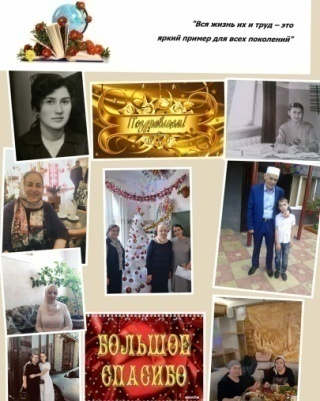 "Вся жизнь их и труд – это
яркий пример для всех поколений"
Поздравляем!
БОЛЬШОЕ
СПАСИБО